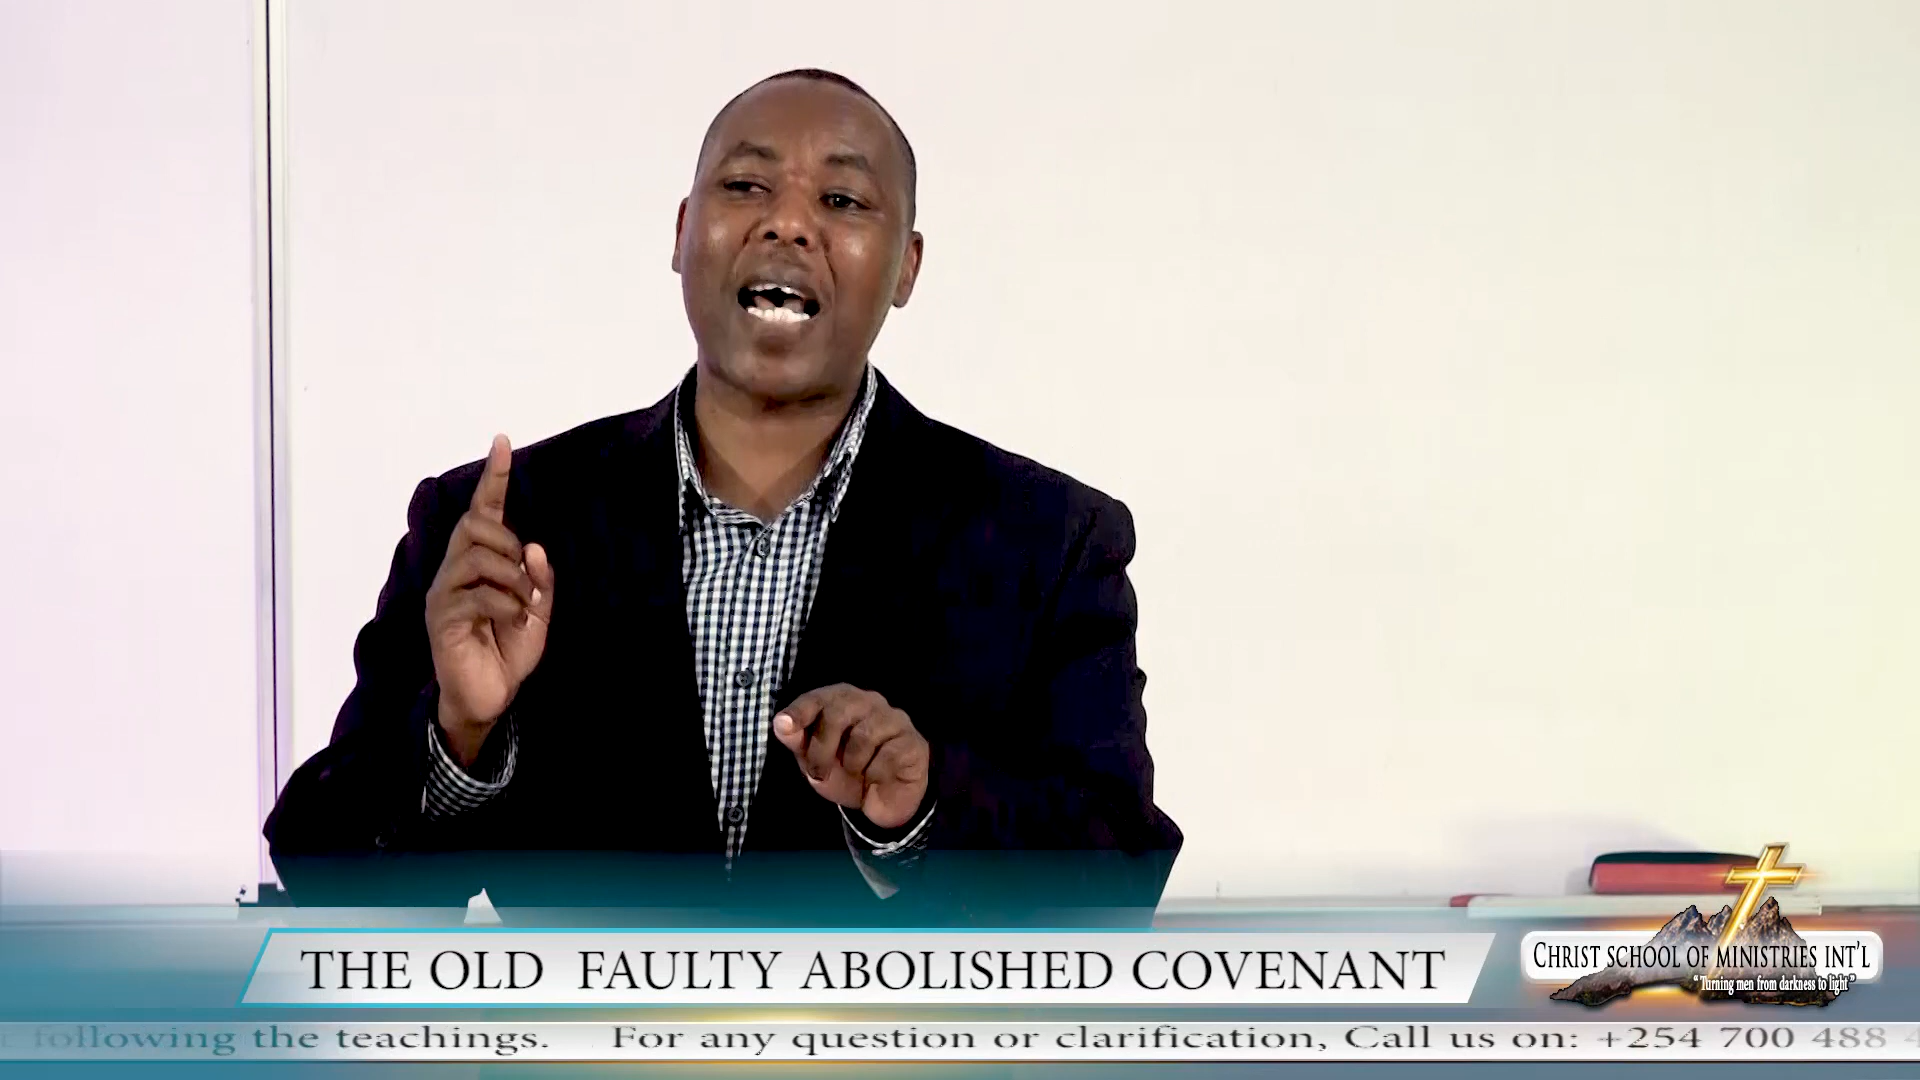 THE OLD FAULTY ABOLISHED COVENANT
CHRIST SCHOOL OF MINISTRIES INT'L
"Turning men from darkness to light"
following the teachings. For any question or clarification, Call us on: +254 700 488